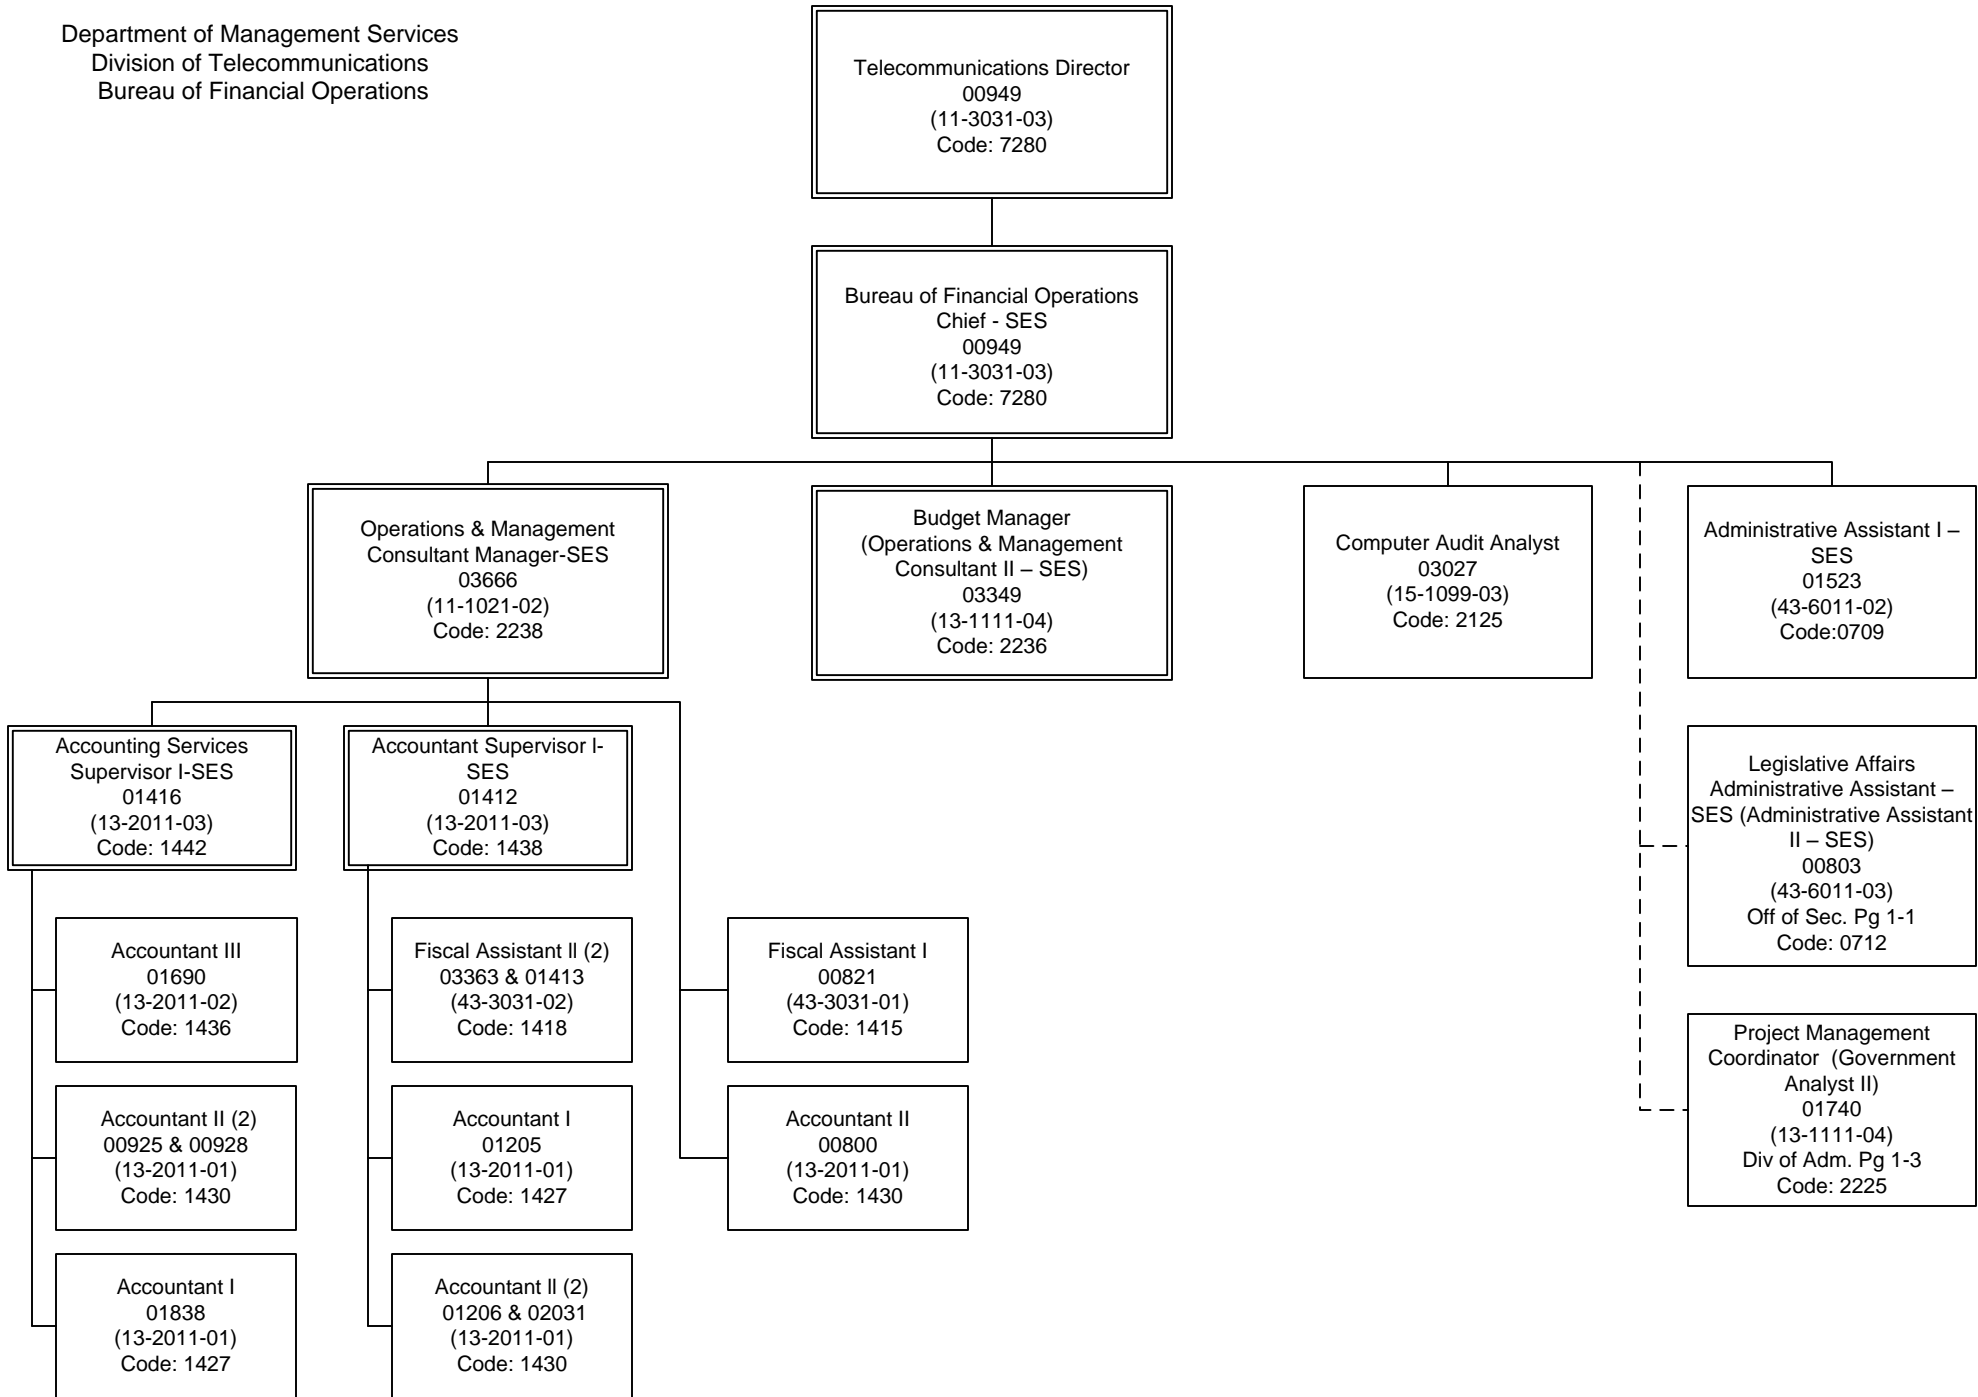 Department of Management Services
Division of Telecommunications
Bureau of Financial Operations
Telecommunications Director
00949
(11-3031-03)
Code: 7280
Bureau of Financial Operations
Chief - SES
00949
(11-3031-03)
Code: 7280
Operations & Management
Consultant Manager-SES
03666
(11-1021-02)
Code: 2238
Budget Manager
(Operations & Management
Consultant II – SES)
03349
(13-1111-04)
Code: 2236
Computer Audit Analyst
03027
(15-1099-03)
Code: 2125
Administrative Assistant I –
SES
01523
(43-6011-02)
Code:0709
Accounting Services
Supervisor I-SES
01416
(13-2011-03)
Code: 1442
Accountant Supervisor I-
SES
01412
(13-2011-03)
Code: 1438
Legislative Affairs
Administrative Assistant –
SES (Administrative Assistant
II – SES)
00803
(43-6011-03)
Off of Sec. Pg 1-1
Code: 0712
Accountant III
01690
(13-2011-02)
Code: 1436
Fiscal Assistant II (2)
03363 & 01413
(43-3031-02)
Code: 1418
Fiscal Assistant I
00821
(43-3031-01)
Code: 1415
Project Management
Coordinator (Government
Analyst II)
01740
(13-1111-04)
Div of Adm. Pg 1-3
Code: 2225
Accountant II (2)
00925 & 00928
(13-2011-01)
Code: 1430
Accountant I
01205
(13-2011-01)
Code: 1427
Accountant II
00800
(13-2011-01)
Code: 1430
Accountant I
01838
(13-2011-01)
Code: 1427
Accountant II (2)
01206 & 02031
(13-2011-01)
Code: 1430